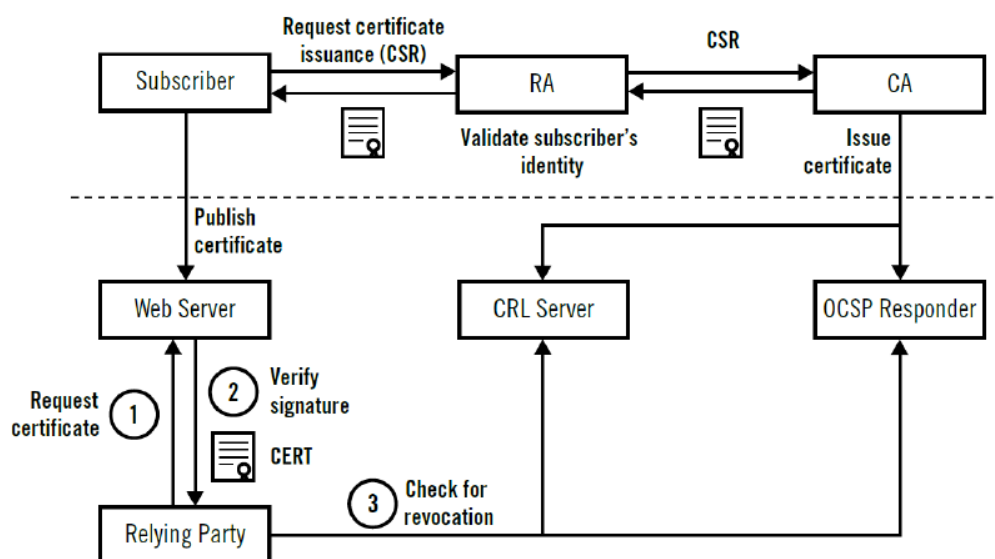 Request certificate
issuance (CSR)
CSR
Subscriber
RA
CA
Validate subscriber's
identity
Issue
certificate
Publish
certificate
Web Server
CRL Server
OCSP Responder
Request
certificate
1
2
Verify
signature
CERT
3
Check for
revocation
Relying Party